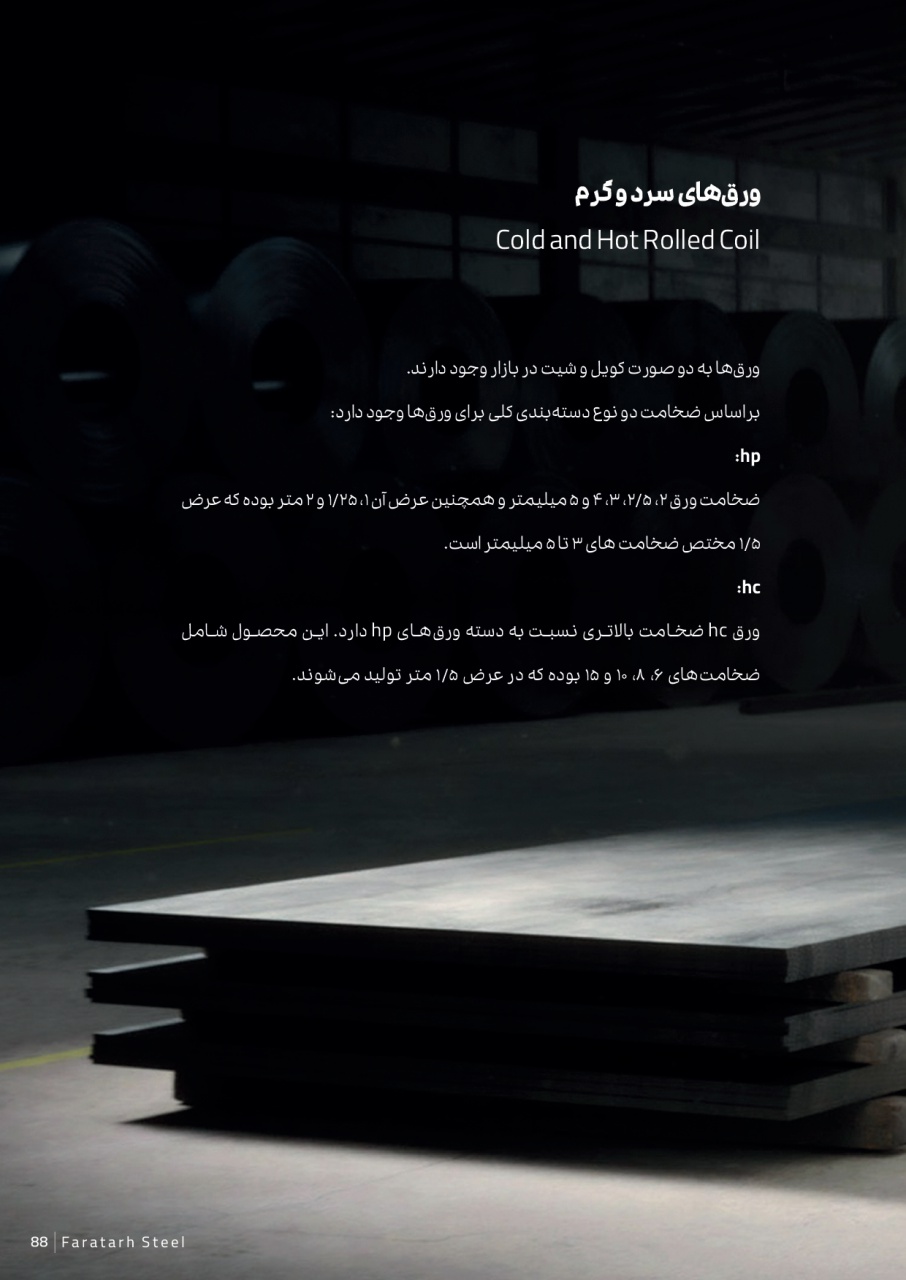 ورق‌های سرد و گرم
Cold and Hot Rolled Coil
ورق‌ها به دو صورت کویل و شیت در بازار وجود دارند.
براساس ضخامت دو نوع دسته‌بندی کلی برای ورق‌ها وجود دارد:
hp:
ضخامت ورق ۲، ۲/۵، ۳، ۴ و ۵ میلیمتر و همچنین عرض آن ۱، ۱/۲۵ و ۲ متر بوده که عرض
۱/۵ مختص ضخامت های ۳ تا ۵ میلیمتر است.
hc:
ورق hc ضخامت بالاتری نسبت به دسته ورق‌های hp دارد. این محصول شامل
ضخامت‌های ۶، ۸، ۱۰ و ۱۵ بوده که در عرض ۱/۵ متر تولید می‌شوند.
88 | Faratarh Steel